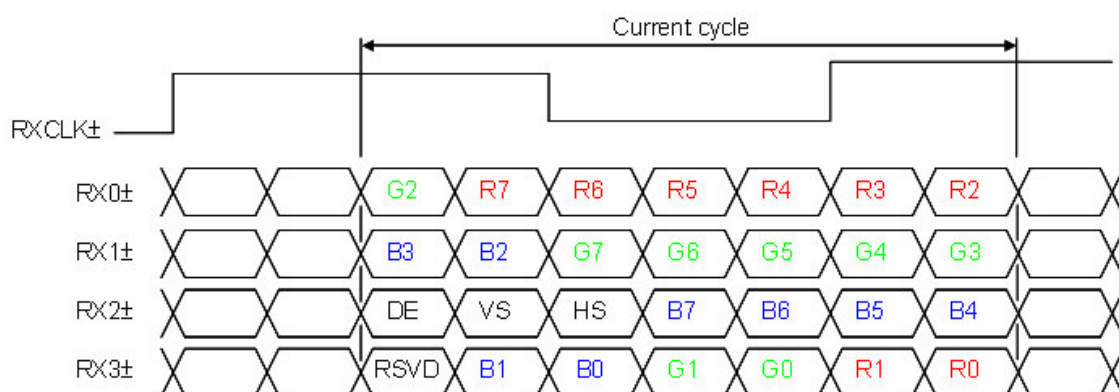 Current cycle
RXCLK±
RX0± G2 R7 R6 R5 R4 R3 R2
RX1± B3 B2 G7 G6 G5 G4 G3
RX2± DE VS HS B7 B6 B5 B4
RX3± RSVD B1 B0 G1 G0 R1 R0